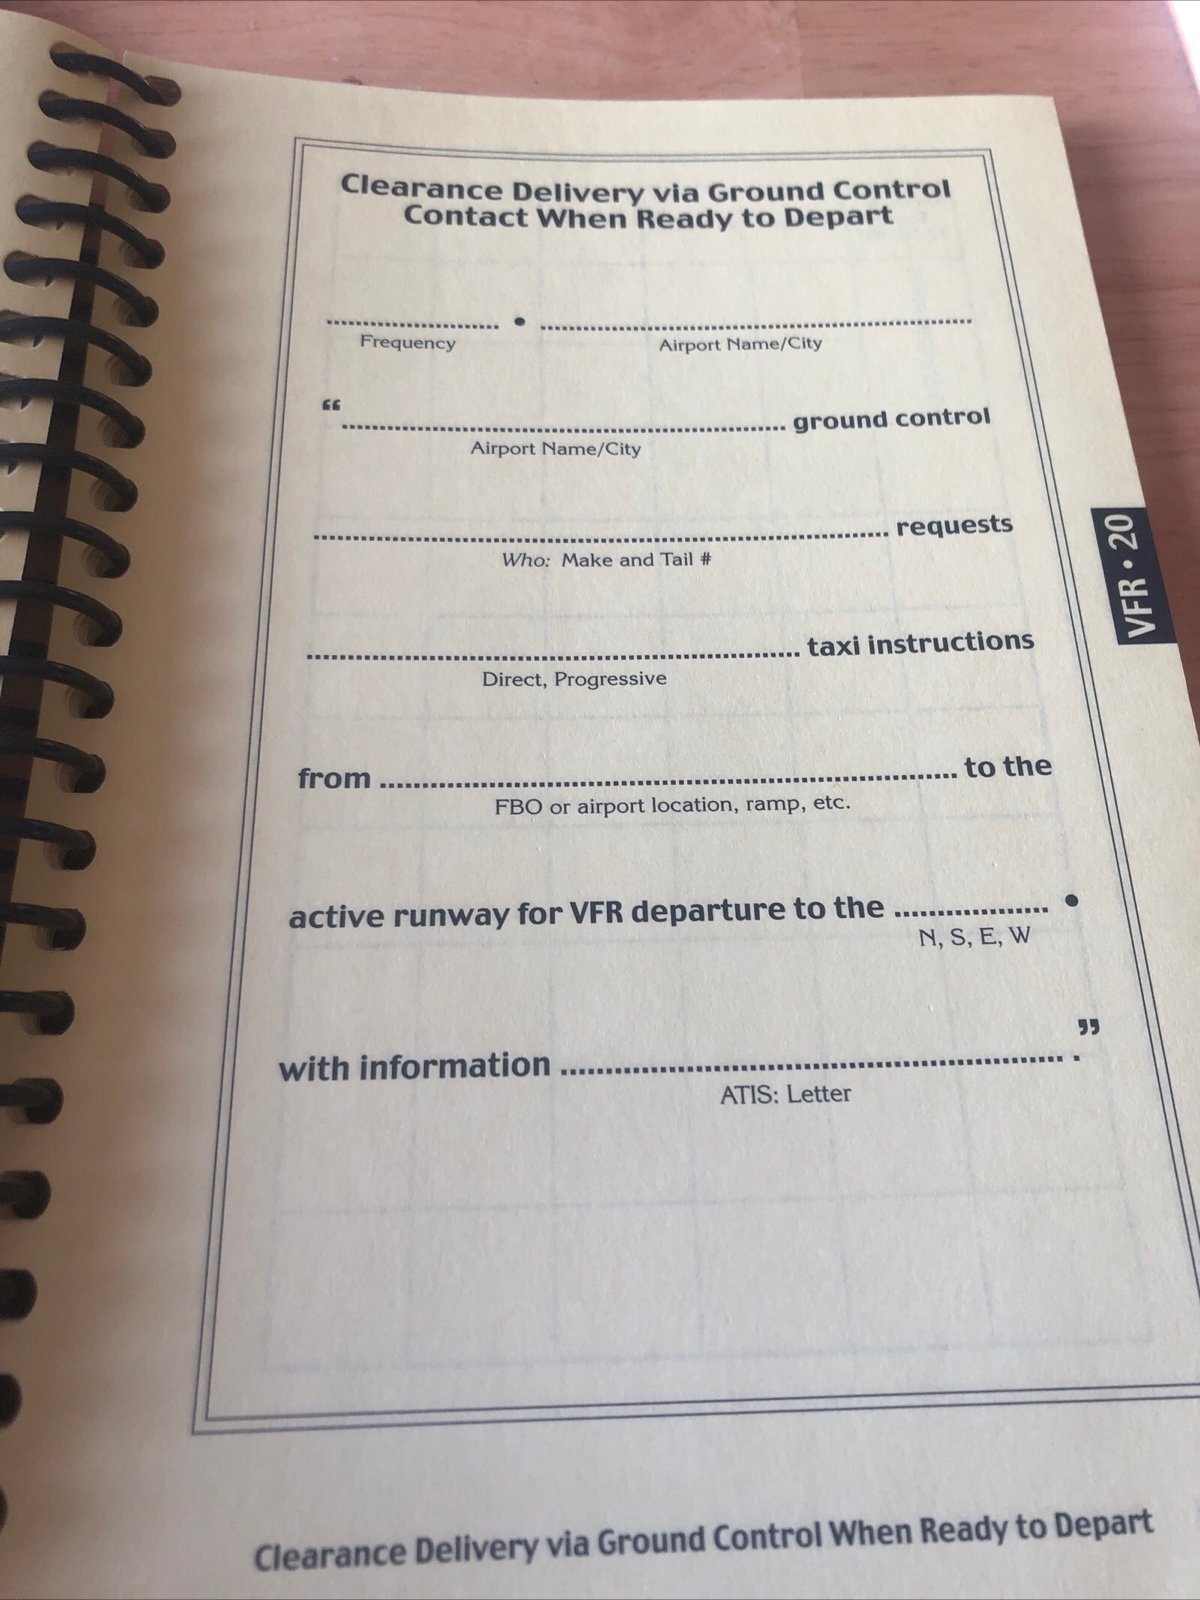 Clearance Delivery via Ground Control
Contact When Ready to Depart
.................... • ..................................................
Frequency Airport Name/City
“.................................................. ground control
Airport Name/City
.................................................. requests
Who: Make and Tail #
.................................................. taxi instructions
Direct, Progressive
from .................................................. to the
FBO or airport location, ramp, etc.
active runway for VFR departure to the .................. •
N, S, E, W
with information .................................................. .”
ATIS: Letter
VFR • 20
Clearance Delivery via Ground Control When Ready to Depart